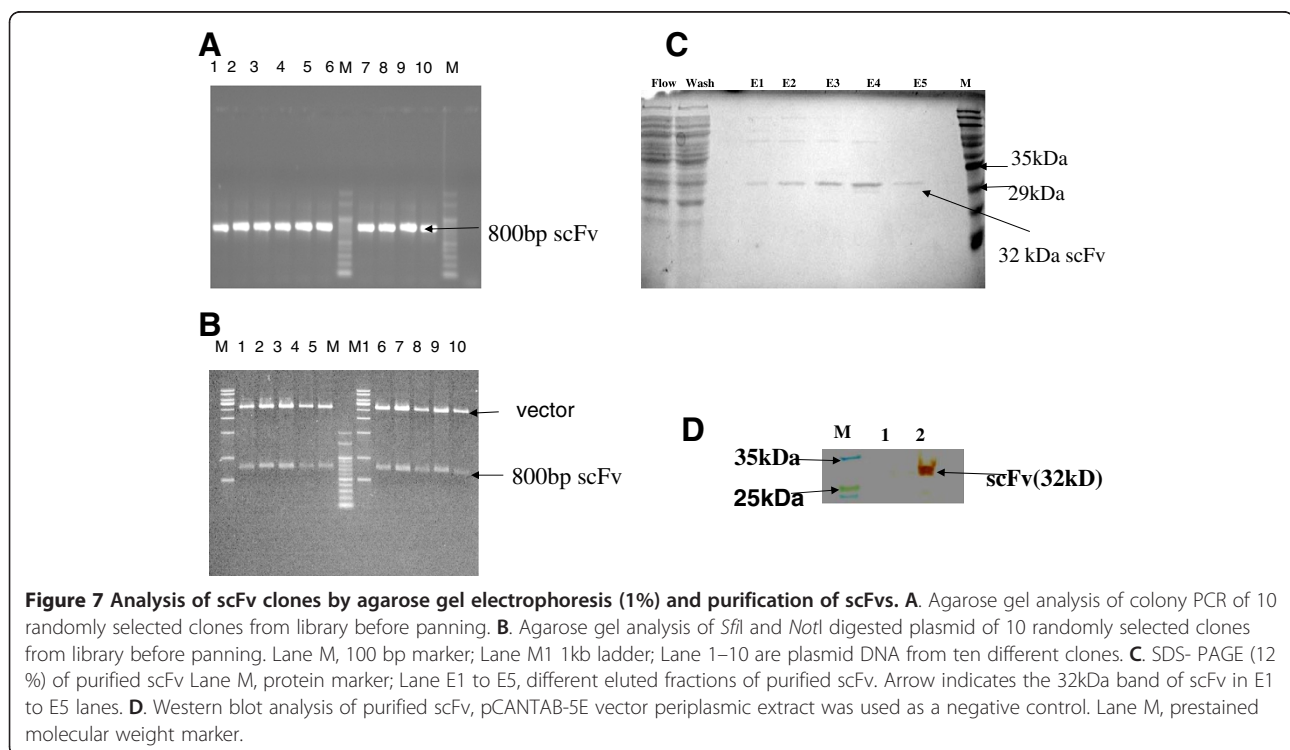 A
1 2 3 4 5 6 M 7 8 9 10 M
800bp scFv
B
M 1 2 3 4 5 M M1 6 7 8 9 10
vector
800bp scFv
C
Flow Wash E1 E2 E3 E4 E5 M
35kDa
29kDa
32 kDa scFv
D
M 1 2
35kDa
25kDa
scFv(32kD)
Figure 7 Analysis of scFv clones by agarose gel electrophoresis (1%) and purification of scFvs. A. Agarose gel analysis of colony PCR of 10
randomly selected clones from library before panning. B. Agarose gel analysis of SfiI and NotI digested plasmid of 10 randomly selected clones
from library before panning. Lane M, 100 bp marker; Lane M1 1kb ladder; Lane 1–10 are plasmid DNA from ten different clones. C. SDS- PAGE (12
%) of purified scFv Lane M, protein marker; Lane E1 to E5, different eluted fractions of purified scFv. Arrow indicates the 32kDa band of scFv in E1
to E5 lanes. D. Western blot analysis of purified scFv, pCANTAB-5E vector periplasmic extract was used as a negative control. Lane M, prestained
molecular weight marker.